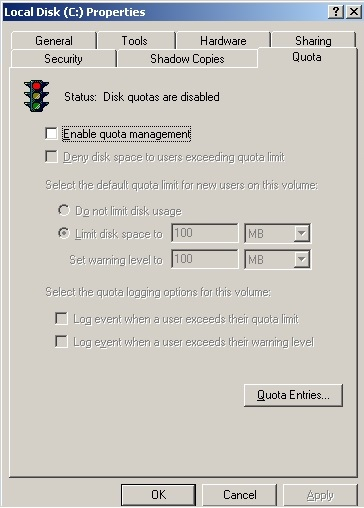 Local Disk (C:) Properties
General Tools Hardware Sharing
Security Shadow Copies Quota
Status: Disk quotas are disabled
Enable quota management
Deny disk space to users exceeding quota limit
Select the default quota limit for new users on this volume:
Do not limit disk usage
Limit disk space to 100 MB
Set warning level to 100 MB
Select the quota logging options for this volume:
Log event when a user exceeds their quota limit
Log event when a user exceeds their warning level
Quota Entries...
OK Cancel Apply